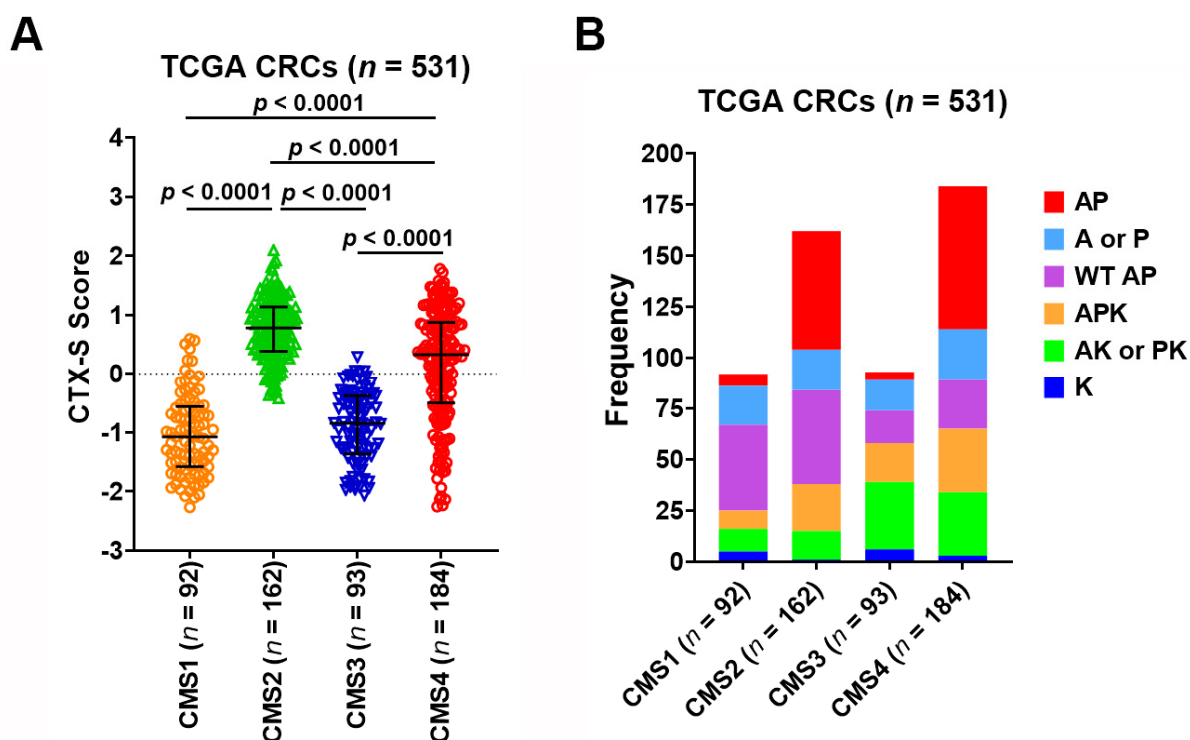 A
TCGA CRCs (n = 531)
p < 0.0001
p < 0.0001
p < 0.0001
p < 0.0001
p < 0.0001
CTX-S Score
4
3
2
1
0
-1
-2
-3
CMS1 (n = 92)
CMS2 (n = 162)
CMS3 (n = 93)
CMS4 (n = 184)
B
TCGA CRCs (n = 531)
Frequency
200
175
150
125
100
75
50
25
0
CMS1 (n = 92)
CMS2 (n = 162)
CMS3 (n = 93)
CMS4 (n = 184)
AP
A or P
WT AP
APK
AK or PK
K